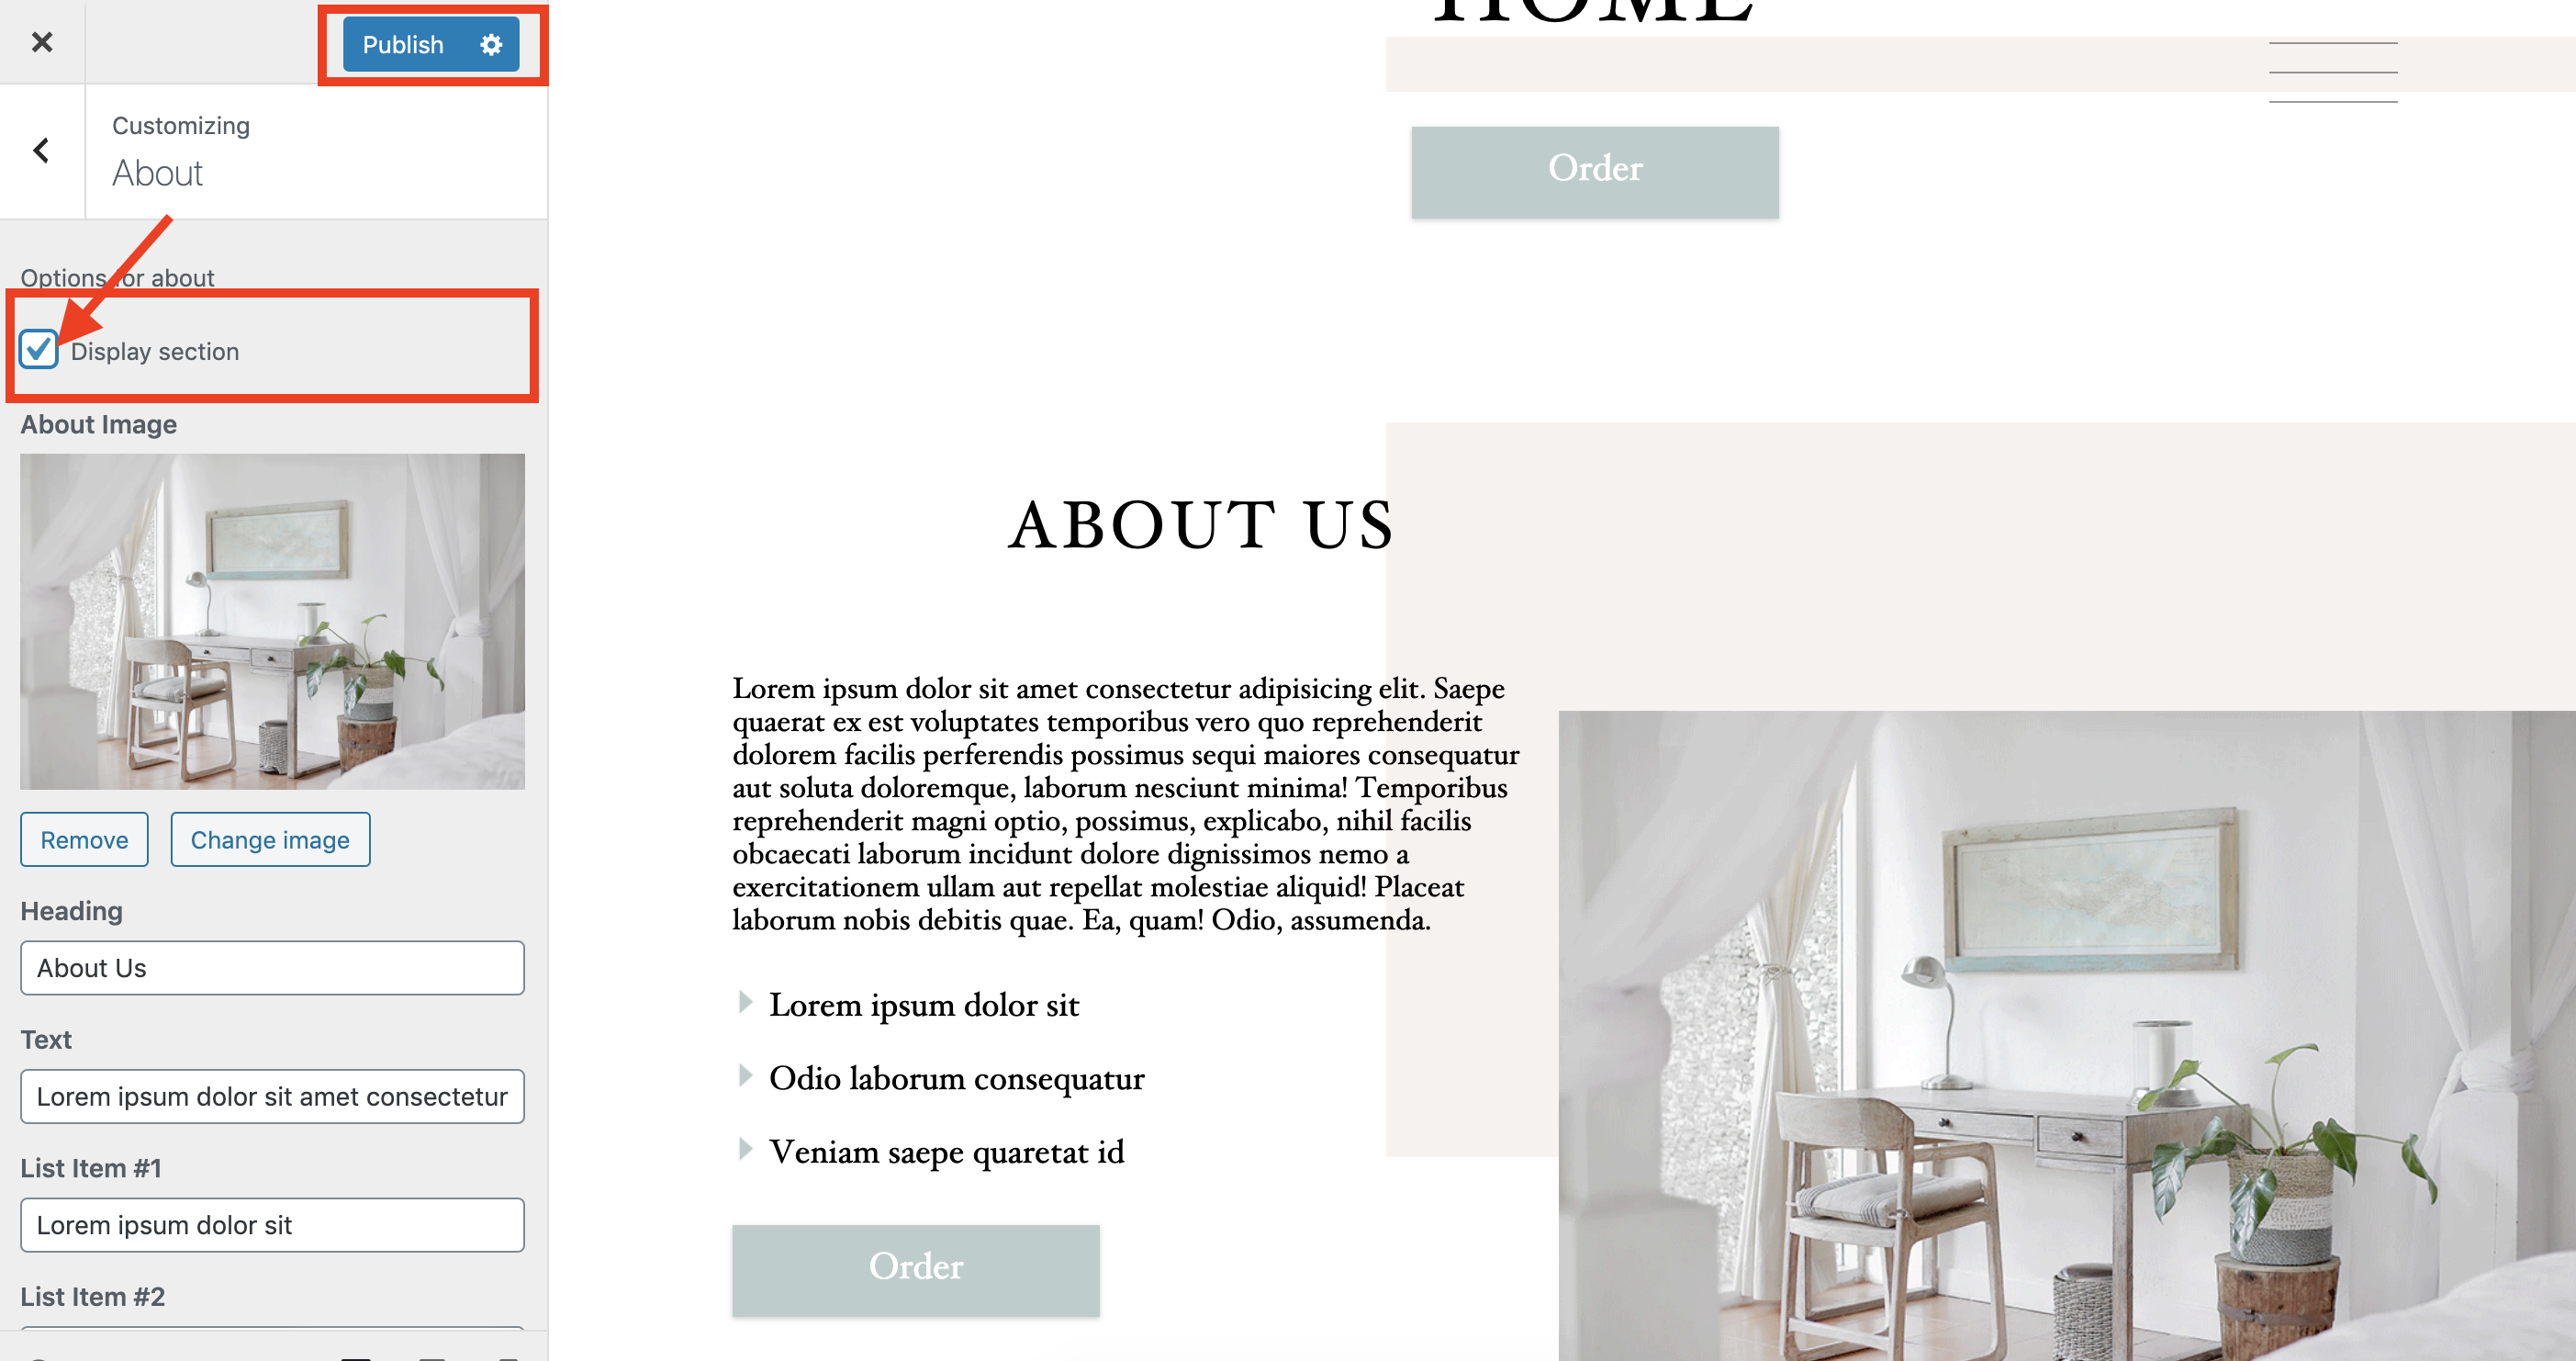 Publish
Customizing
About
Options for about
Display section
About Image
Remove
Change image
Heading
About Us
Text
Lorem ipsum dolor sit amet consectetur
List Item #1
Lorem ipsum dolor sit
List Item #2
HOME
Order
ABOUT US
Lorem ipsum dolor sit amet consectetur adipisicing elit. Saepe
quaerat ex est voluptates temporibus vero quo reprehenderit
dolorem facilis perferendis possimus sequi maiores consequatur
aut soluta doloremque, laborum nesciunt minima! Temporibus
reprehenderit magni optio, possimus, explicabo, nihil facilis
obcaecati laborum incidunt dolore dignissimos nemo a
exercitationem ullam aut repellat molestiae aliquid! Placeat
laborum nobis debitis quae. Ea, quam! Odio, assumenda.
Lorem ipsum dolor sit
Odio laborum consequatur
Veniam saepe quaretat id
Order